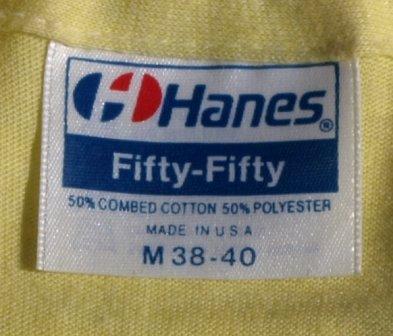 Hanes®
Fifty-Fifty
50% COMBED COTTON 50% POLYESTER
MADE IN U S A
M 38-40